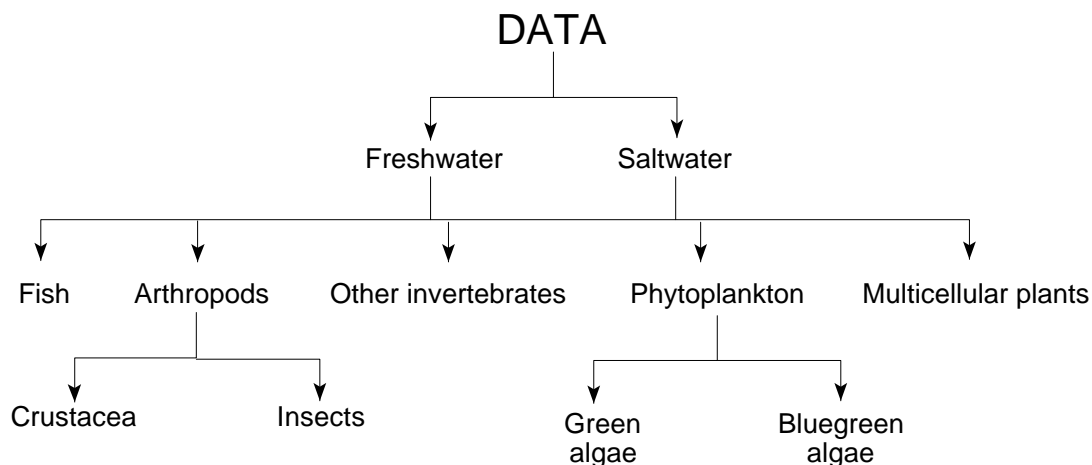 DATA
Freshwater
Saltwater
Fish
Arthropods
Other invertebrates
Phytoplankton
Multicellular plants
Crustacea
Insects
Green
algae
Bluegreen
algae